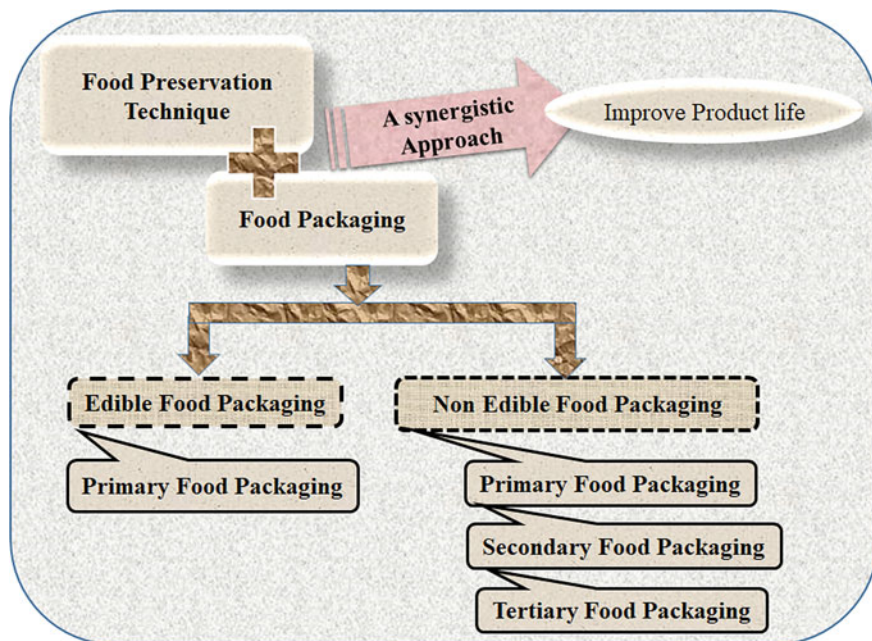 Food Preservation
Technique
A synergistic
Approach
Improve Product life
Food Packaging
Edible Food Packaging
Non Edible Food Packaging
Primary Food Packaging
Primary Food Packaging
Secondary Food Packaging
Tertiary Food Packaging